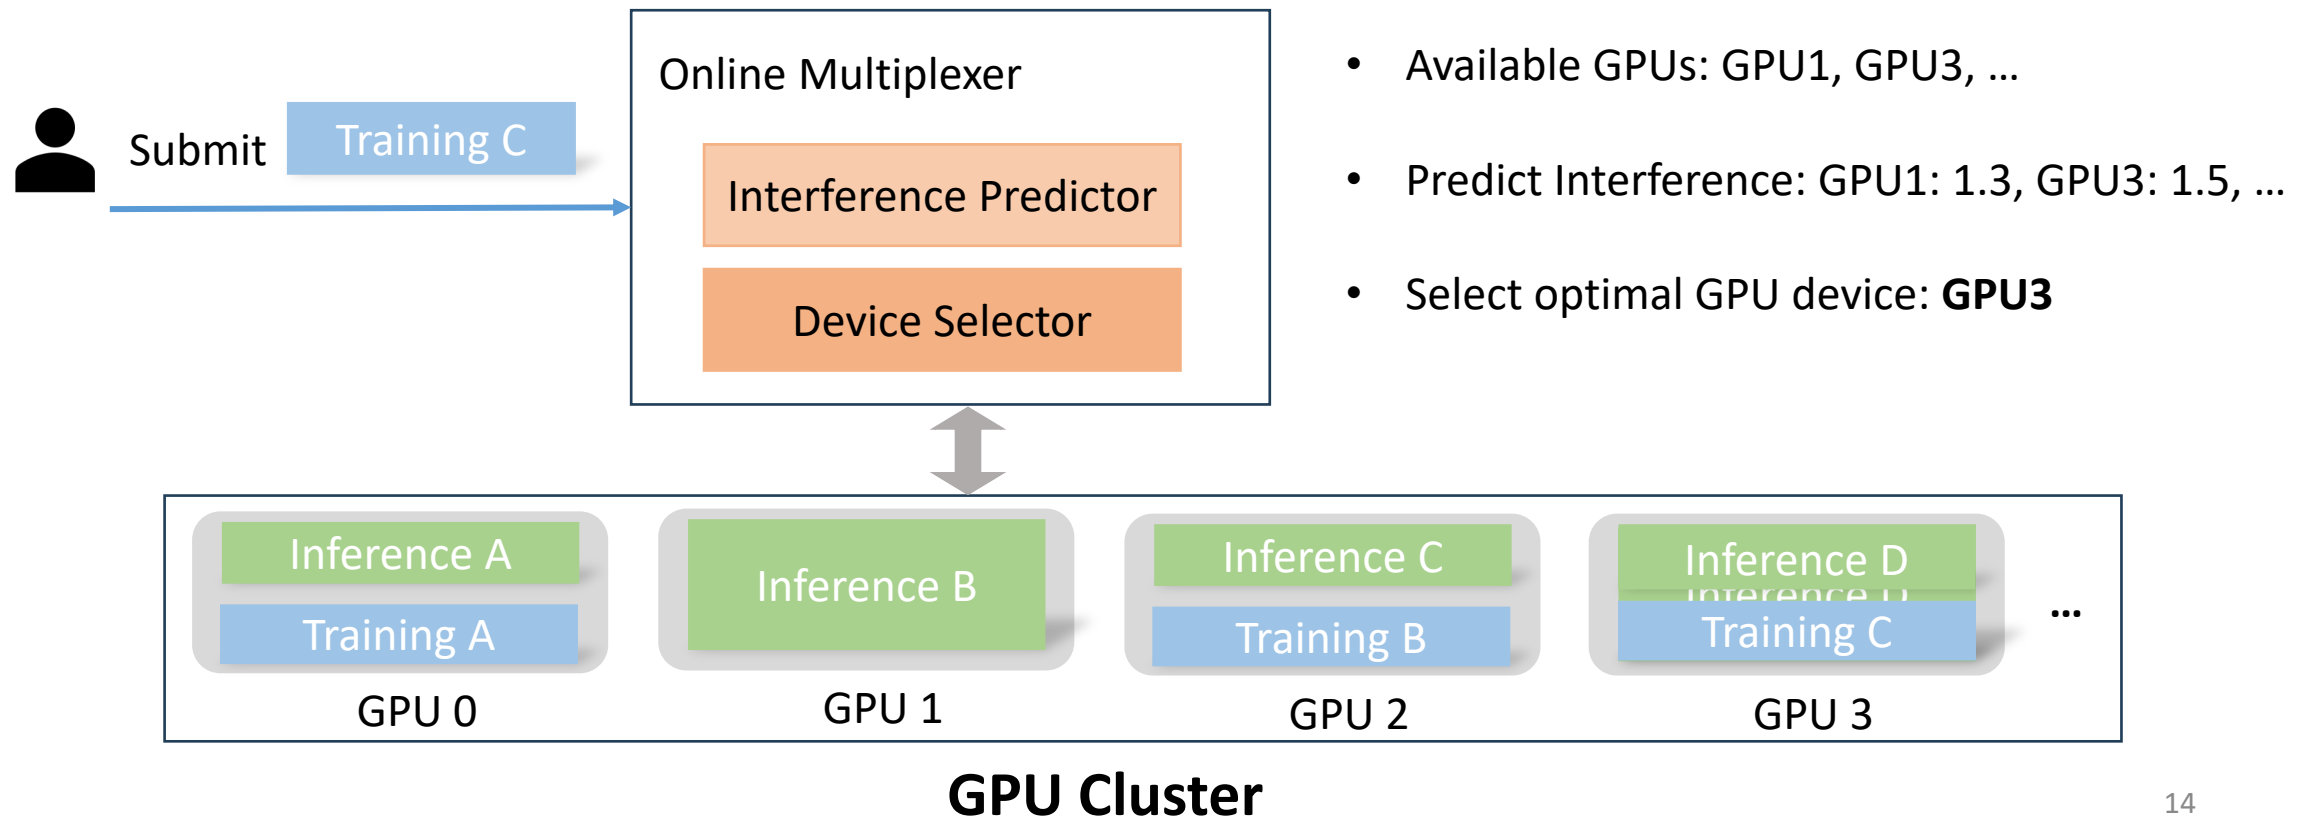 Submit
Training C
Online Multiplexer
Interference Predictor
Device Selector
• Available GPUs: GPU1, GPU3, ...
• Predict Interference: GPU1: 1.3, GPU3: 1.5, ...
• Select optimal GPU device: GPU3
Inference A
Training A
GPU 0
Inference B
GPU 1
Inference C
Training B
GPU 2
Inference D
Inference D
Training C
GPU 3
...
GPU Cluster
14